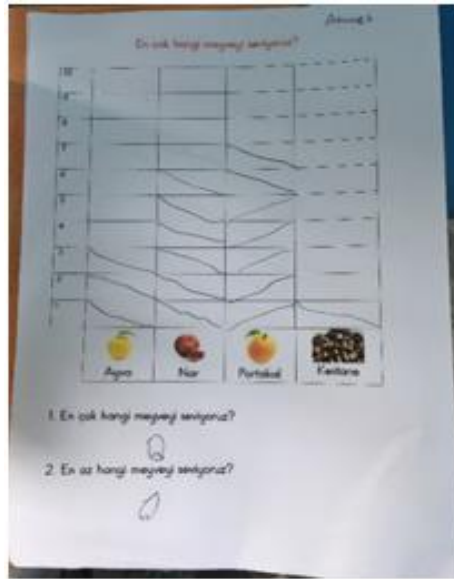 Ahmet
En çok hangi meyveyi seviyoruz?
10
9
8
7
6
5
4
3
2
1
Ayva Nar Portakal Kestane
1. En çok hangi meyveyi seviyoruz?
2. En az hangi meyveyi seviyoruz?